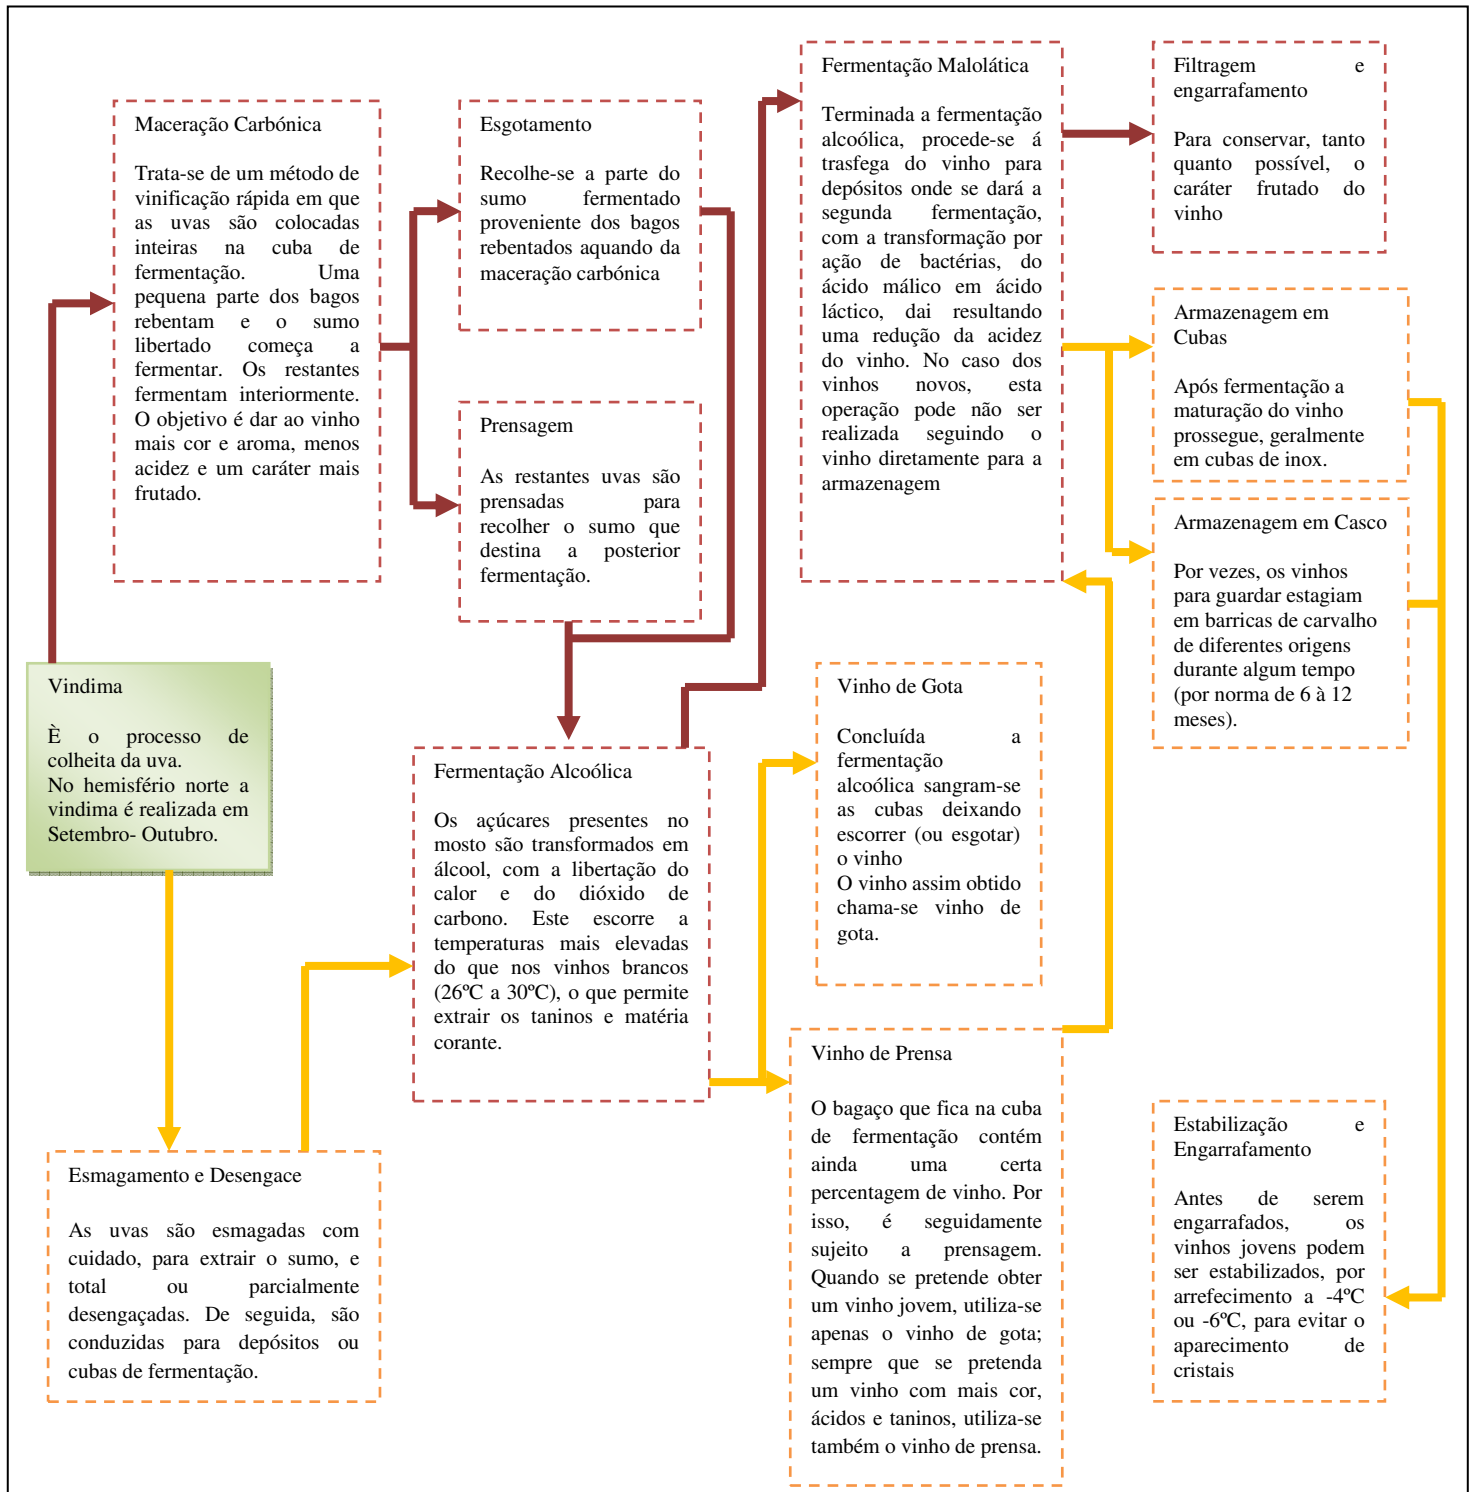 Maceração Carbónica
Trata-se de um método de
vinificação rápida em que
as uvas são colocadas
inteiras na cuba de
fermentação. Uma
pequena parte dos bagos
rebentam e o sumo
libertado começa a
fermentar. Os restantes
fermentam interiormente.
O objetivo é dar ao vinho
mais cor e aroma, menos
acidez e um caráter mais
frutado.
Esgotamento
Recolhe-se a parte do
sumo fermentado
proveniente dos bagos
rebentados aquando da
maceração carbónica
Prensagem
As restantes uvas são
prensadas para
recolher o sumo que
destina a posterior
fermentação.
Fermentação Malolática
Terminada a fermentação
alcoólica, procede-se á
trasfega do vinho para
depósitos onde se dará a
segunda fermentação,
com a transformação por
ação de bactérias, do
ácido málico em ácido
láctico, dai resultando
uma redução da acidez
do vinho. No caso dos
vinhos novos, esta
operação pode não ser
realizada seguindo o
vinho diretamente para a
armazenagem
Filtragem e
engarrafamento
Para conservar, tanto
quanto possível, o
caráter frutado do
vinho
Armazenagem em
Cubas
Após fermentação a
maturação do vinho
prossegue, geralmente
em cubas de inox.
Armazenagem em Casco
Por vezes, os vinhos
para guardar estagiam
em barricas de carvalho
de diferentes origens
durante algum tempo
(por norma de 6 à 12
meses).
Vindima
È o processo de
colheita da uva.
No hemisfério norte a
vindima é realizada em
Setembro- Outubro.
Fermentação Alcoólica
Os açúcares presentes no
mosto são transformados em
álcool, com a libertação do
calor e do dióxido de
carbono. Este escorre a
temperaturas mais elevadas
do que nos vinhos brancos
(26ºC a 30ºC), o que permite
extrair os taninos e matéria
corante.
Vinho de Gota
Concluída a
fermentação
alcoólica sangram-se
as cubas deixando
escorrer (ou esgotar)
o vinho
O vinho assim obtido
chama-se vinho de
gota.
Esmagamento e Desengace
As uvas são esmagadas com
cuidado, para extrair o sumo, e
total ou parcialmente
desengaçadas. De seguida, são
conduzidas para depósitos ou
cubas de fermentação.
Vinho de Prensa
O bagaço que fica na cuba
de fermentação contém
ainda uma certa
percentagem de vinho. Por
isso, é seguidamente
sujeito a prensagem.
Quando se pretende obter
um vinho jovem, utiliza-se
apenas o vinho de gota;
sempre que se pretenda
um vinho com mais cor,
ácidos e taninos, utiliza-se
também o vinho de prensa.
Estabilização e
Engarrafamento
Antes de serem
engarrafados, os
vinhos jovens podem
ser estabilizados, por
arrefecimento a -4ºC
ou -6ºC, para evitar o
aparecimento de
cristais